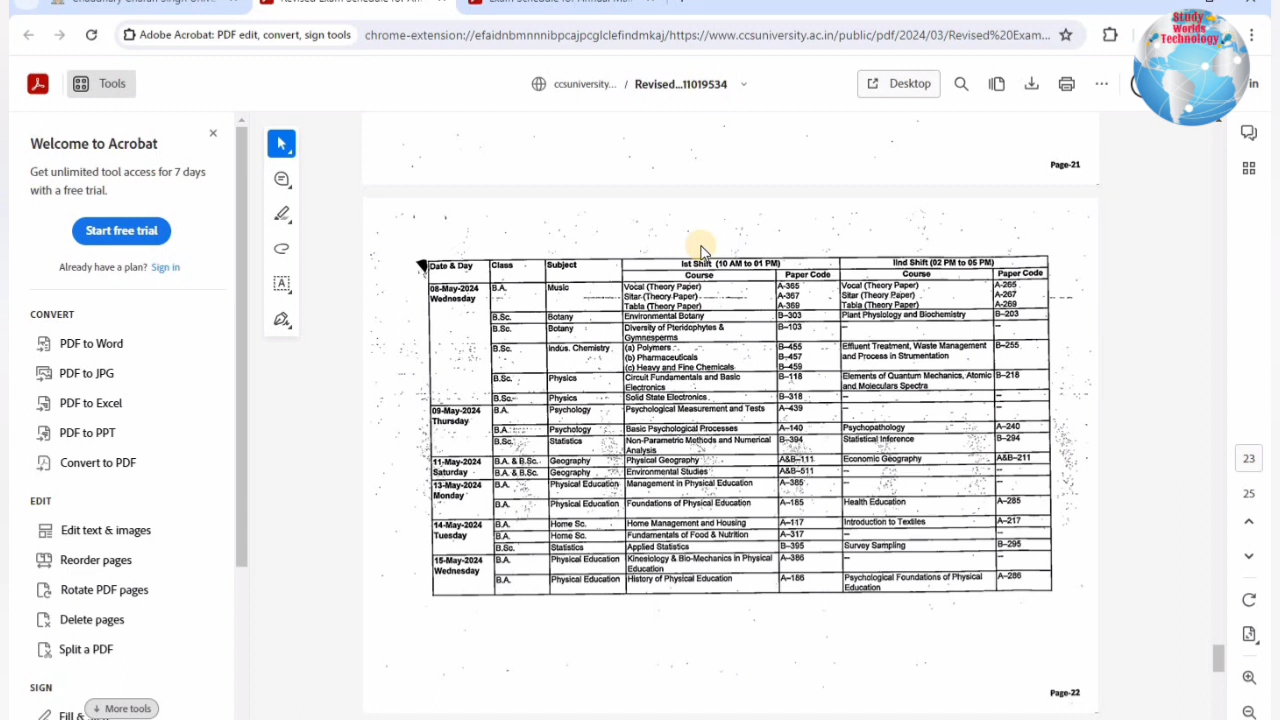 Chaudhary Charan Singh Univ...
Revised Exam Schedule for An...
Exam Schedule for Annual M...
Adobe Acrobat: PDF edit, convert, sign tools
Study
Worlds
Technology
Tools
ccsuniversity... / Revised...11019534
Desktop
in
Welcome to Acrobat
Get unlimited tool access for 7 days
with a free trial.
Start free trial
Already have a plan? Sign in
CONVERT
PDF to Word
PDF to JPG
PDF to Excel
PDF to PPT
Convert to PDF
EDIT
Edit text & images
Reorder pages
Rotate PDF pages
Delete pages
Split a PDF
SIGN
More tools
Page-21
Date & Day Class Subject Ist Shift (10 AM to 01 PM) IInd Shift (02 PM to 05 PM)
Course Paper Code Course Paper Code
08-May-2024 B.A. Music Vocal (Theory Paper) A-365 Vocal (Theory Paper) A-265
Wednesday Sitar (Theory Paper) A-367 Sitar (Theory Paper) A-267
Tabla (Theory Paper) A-369 Tabla (Theory Paper) A-269
B.Sc. Botany Environmental Botany B-303 Plant Physiology and Biochemistry B-203
B.Sc. Botany Diversity of Pteridophytes & B-103 -- --
Gymnesperms
B.Sc. Indus. Chemistry (a) Polymers B-455 Effluent Treatment, Waste Management B-255
(b) Pharmaceuticals B-457 and Process in Strumentation
(c) Heavy and Fine Chemicals B-459
B.Sc. Physics Circuit Fundamentals and Basic B-118 Elements of Quantum Mechanics, Atomic B-218
Electronics and Moleculars Spectra
B.Sc. Physics Solid State Electronics B-318 -- --
09-May-2024 B.A. Psychology Psychological Measurement and Tests A-439 -- --
Thursday
B.A. Psychology Basic Psychological Processes A-140 Psychopathology A-240
B.Sc. Statistics Non-Parametric Methods and Numerical B-394 Statistical Inference B-294
Analysis
11-May-2024 B.A. & B.Sc. Geography Physical Geography A&B-111 Economic Geography A&B-211
Saturday B.A. & B.Sc. Geography Environmental Studies A&B-511 -- --
13-May-2024 B.A. Physical Education Management in Physical Education A-385 -- --
Monday
B.A. Physical Education Foundations of Physical Education A-185 Health Education A-285
14-May-2024 B.A. Home Sc. Home Management and Housing A-117 Introduction to Textiles A-217
Tuesday B.A. Home Sc. Fundamentals of Food & Nutrition A-317 -- --
B.Sc. Statistics Applied Statistics B-395 Survey Sampling B-295
15-May-2024 B.A. Physical Education Kinesiology & Bio-Mechanics in Physical A-386 -- --
Wednesday Education
B.A. Physical Education History of Physical Education A-186 Psychological Foundations of Physical A-286
Education
Page-22
23
25